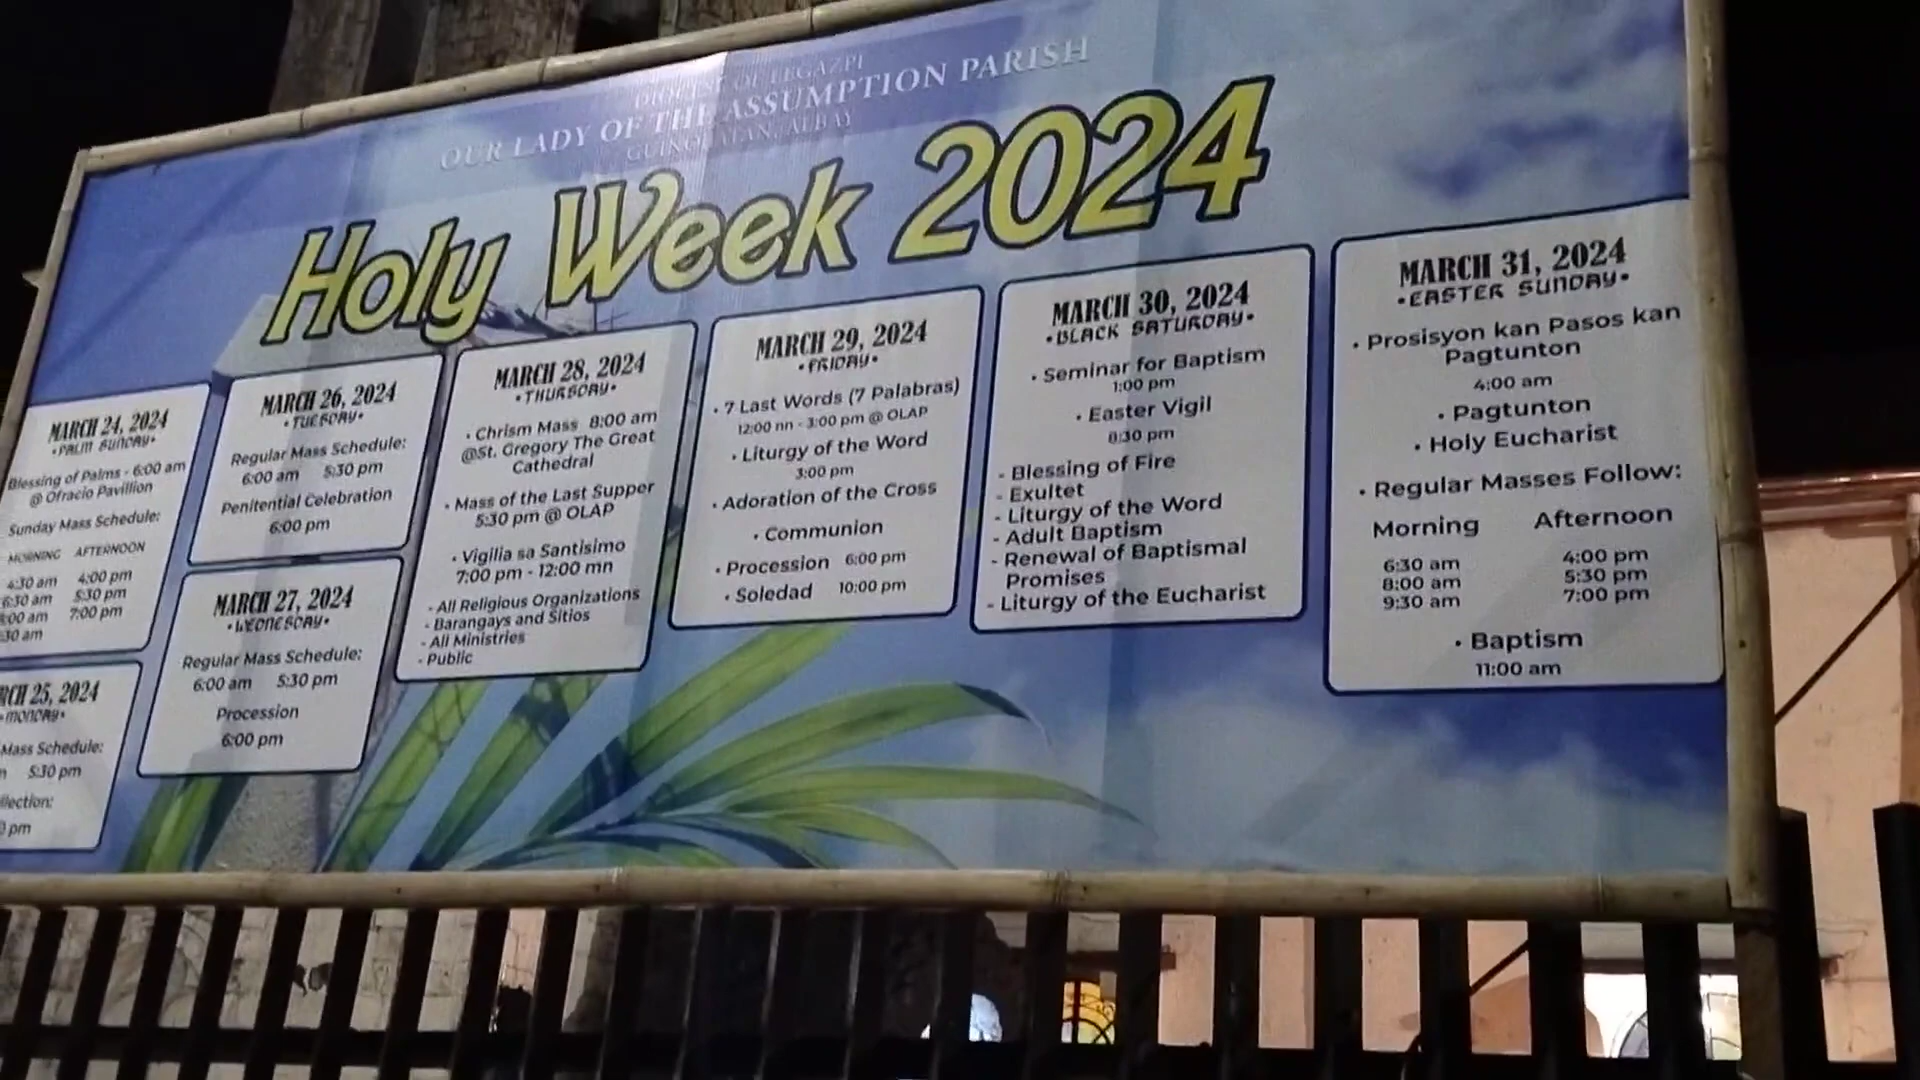 DIOCESE OF LEGAZPI
OUR LADY OF THE ASSUMPTION PARISH
GUINOBATAN, ALBAY
Holy Week 2024
MARCH 24, 2024
•PALM SUNDAY•
Blessing of Palms - 6:00 am
@ Ofracio Pavillion
Sunday Mass Schedule:
MORNING AFTERNOON
4:30 am 4:00 pm
6:30 am 5:30 pm
:00 am 7:00 pm
:30 am
RCH 25, 2024
•MONDAY•
Mass Schedule:
5:30 pm
llection:
pm
MARCH 26, 2024
•TUESDAY•
Regular Mass Schedule:
6:00 am 5:30 pm
Penitential Celebration
6:00 pm
MARCH 27, 2024
•WEDNESDAY•
Regular Mass Schedule:
6:00 am 5:30 pm
Procession
6:00 pm
MARCH 28, 2024
•THURSDAY•
• Chrism Mass 8:00 am
@St. Gregory The Great
Cathedral
• Mass of the Last Supper
5:30 pm @ OLAP
• Vigilia sa Santisimo
7:00 pm - 12:00 mn
- All Religious Organizations
- Barangays and Sitios
- All Ministries
- Public
MARCH 29, 2024
•FRIDAY•
• 7 Last Words (7 Palabras)
12:00 nn - 3:00 pm @ OLAP
• Liturgy of the Word
3:00 pm
• Adoration of the Cross
• Communion
• Procession 6:00 pm
• Soledad 10:00 pm
MARCH 30, 2024
•BLACK SATURDAY•
• Seminar for Baptism
1:00 pm
• Easter Vigil
8:30 pm
- Blessing of Fire
- Exultet
- Liturgy of the Word
- Adult Baptism
- Renewal of Baptismal
Promises
- Liturgy of the Eucharist
MARCH 31, 2024
•EASTER SUNDAY•
• Prosisyon kan Pasos kan
Pagtunton
4:00 am
• Pagtunton
• Holy Eucharist
• Regular Masses Follow:
Morning Afternoon
6:30 am 4:00 pm
8:00 am 5:30 pm
9:30 am 7:00 pm
• Baptism
11:00 am